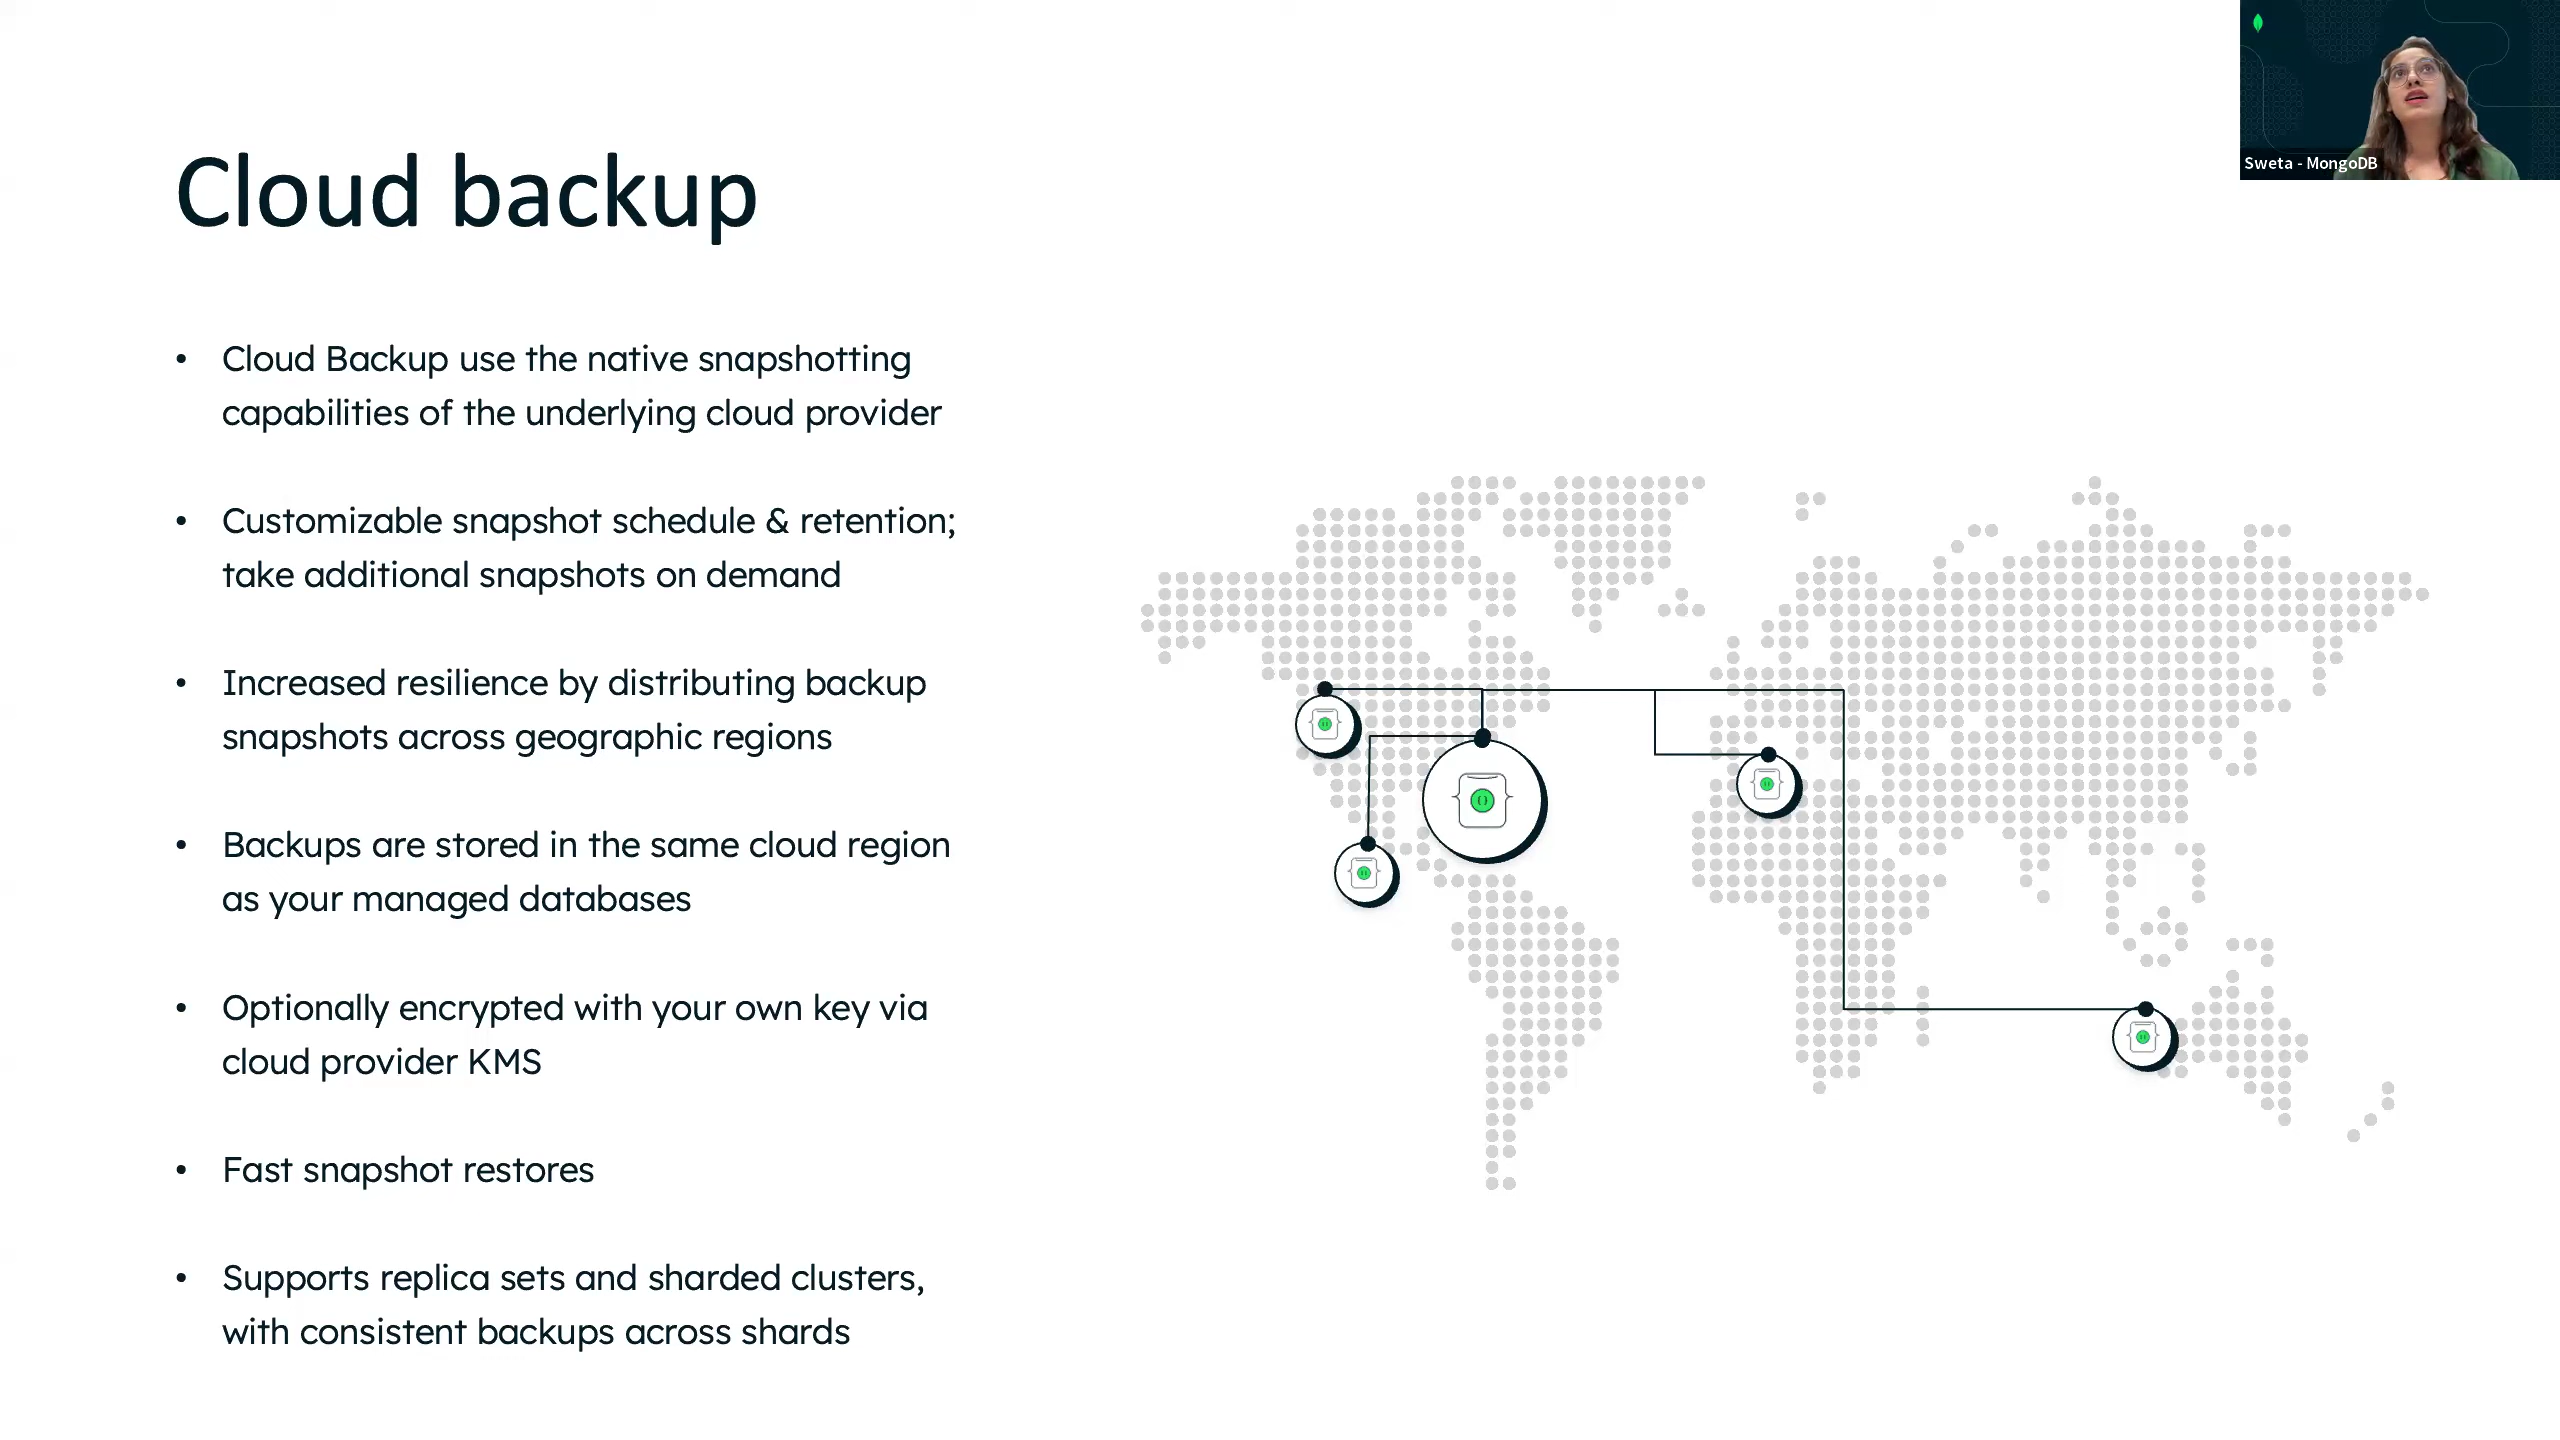 Cloud backup
• Cloud Backup use the native snapshotting
capabilities of the underlying cloud provider
• Customizable snapshot schedule & retention;
take additional snapshots on demand
• Increased resilience by distributing backup
snapshots across geographic regions
• Backups are stored in the same cloud region
as your managed databases
• Optionally encrypted with your own key via
cloud provider KMS
• Fast snapshot restores
• Supports replica sets and sharded clusters,
with consistent backups across shards
Sweta - MongoDB